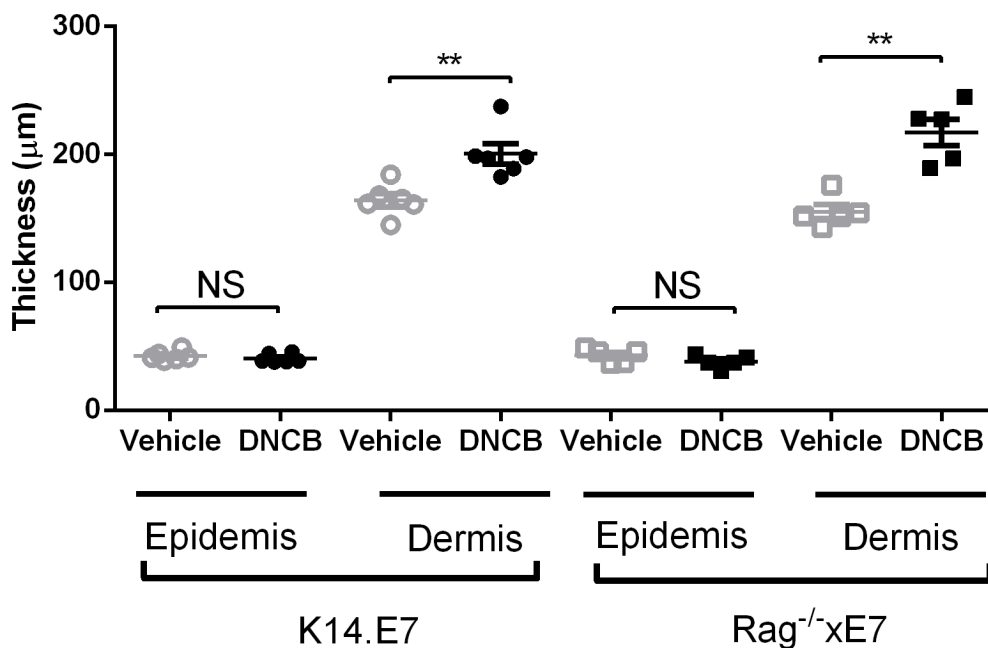 300
**
**
200
Thickness (μm)
100
NS
NS
0
Vehicle DNCB Vehicle DNCB Vehicle DNCB Vehicle DNCB
Epidemis Dermis Epidemis Dermis
K14.E7 Rag-/-xE7